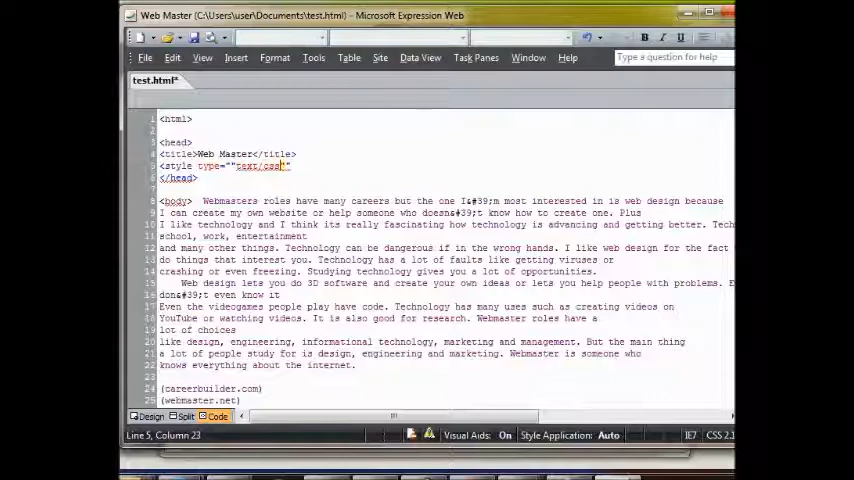 Web Master (C:\Users\user\Documents\test.html) - Microsoft Expression Web
B I U
File Edit View Insert Format Tools Table Style Data View Task Panes Window Help Type a question for help
test.html*
1 <html>
2
3 <head>
4 <title>Web Master</title>
5 <style type=""text/css""
6 </head>
7
8 <body> Webmasters roles have many careers but the one I&#39;m most interested in is web design because
9 I can create my own website or help someone who doesn&#39;t know how to create one. Plus
10 I like technology and I think its really fascinating how technology is advancing and getting better. Tech
11 school, work, entertainment
12 and many other things. Technology can be dangerous if in the wrong hands. I like web design for the fact
13 do things that interest you. Technology has a lot of faults like getting viruses or
14 crashing or even freezing. Studying technology gives you a lot of opportunities.
15 Web design lets you do 3D software and create your own ideas or lets you help people with problems. E
16 don&#39;t even know it
17 Even the videogames people play have code. Technology has many uses such as creating videos on
18 YouTube or watching videos. It is also good for research. Webmaster roles have a
19 lot of choices
20 like design, engineering, informational technology, marketing and management. But the main thing
21 a lot of people study for is design, engineering and marketing. Webmaster is someone who
22 knows everything about the internet.
23
24 (careerbuilder.com)
25 (webmaster.net)
Design Split Code
Line 5, Column 23 Visual Aids: On Style Application: Auto IE7 CSS 2.1